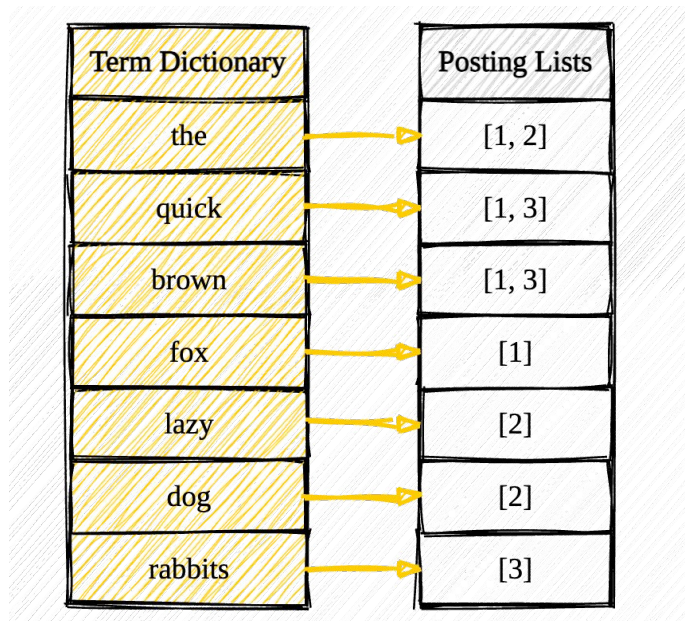 Term Dictionary Posting Lists
the [1, 2]
quick [1, 3]
brown [1, 3]
fox [1]
lazy [2]
dog [2]
rabbits [3]